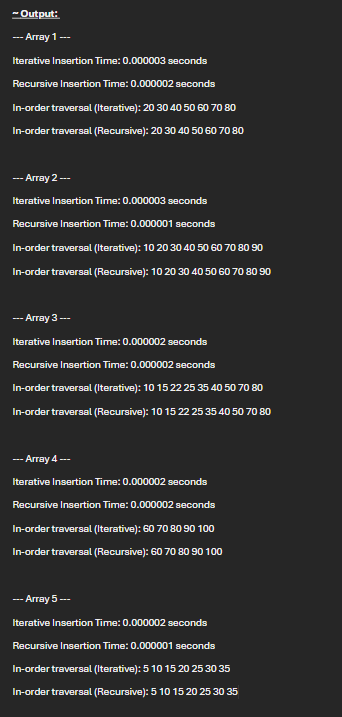 ~ Output:
--- Array 1 ---
Iterative Insertion Time: 0.000003 seconds
Recursive Insertion Time: 0.000002 seconds
In-order traversal (Iterative): 20 30 40 50 60 70 80
In-order traversal (Recursive): 20 30 40 50 60 70 80
--- Array 2 ---
Iterative Insertion Time: 0.000003 seconds
Recursive Insertion Time: 0.000001 seconds
In-order traversal (Iterative): 10 20 30 40 50 60 70 80 90
In-order traversal (Recursive): 10 20 30 40 50 60 70 80 90
--- Array 3 ---
Iterative Insertion Time: 0.000002 seconds
Recursive Insertion Time: 0.000002 seconds
In-order traversal (Iterative): 10 15 22 25 35 40 50 70 80
In-order traversal (Recursive): 10 15 22 25 35 40 50 70 80
--- Array 4 ---
Iterative Insertion Time: 0.000002 seconds
Recursive Insertion Time: 0.000002 seconds
In-order traversal (Iterative): 60 70 80 90 100
In-order traversal (Recursive): 60 70 80 90 100
--- Array 5 ---
Iterative Insertion Time: 0.000002 seconds
Recursive Insertion Time: 0.000001 seconds
In-order traversal (Iterative): 5 10 15 20 25 30 35
In-order traversal (Recursive): 5 10 15 20 25 30 35